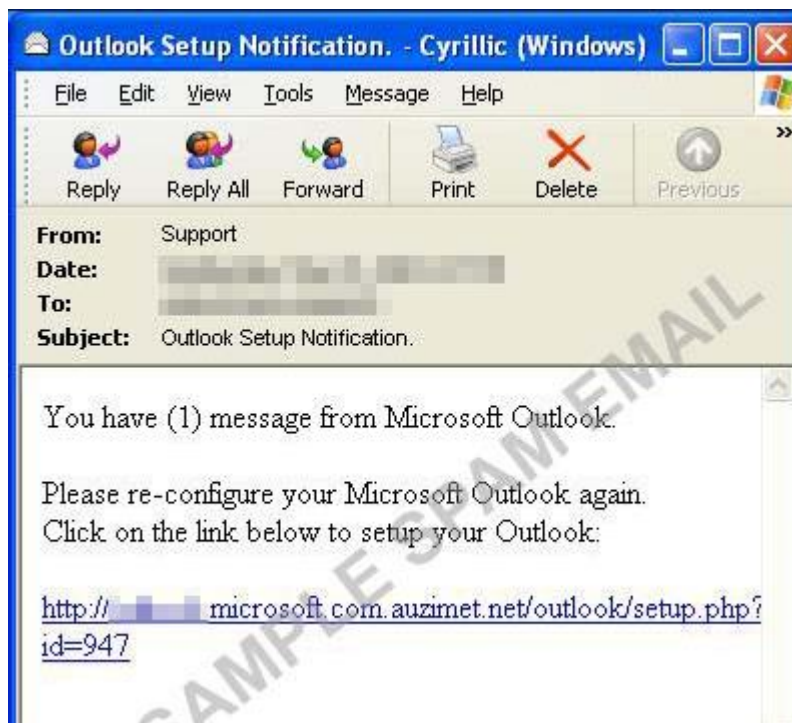 Outlook Setup Notification. - Cyrillic (Windows)
File Edit View Tools Message Help
Reply Reply All Forward Print Delete Previous
From: Support
Date:
To:
Subject: Outlook Setup Notification.
You have (1) message from Microsoft Outlook.
Please re-configure your Microsoft Outlook again.
Click on the link below to setup your Outlook:
http:// microsoft.com.auzimet.net/outlook/setup.php?
id=947
SAMPLE SPAM EMAIL